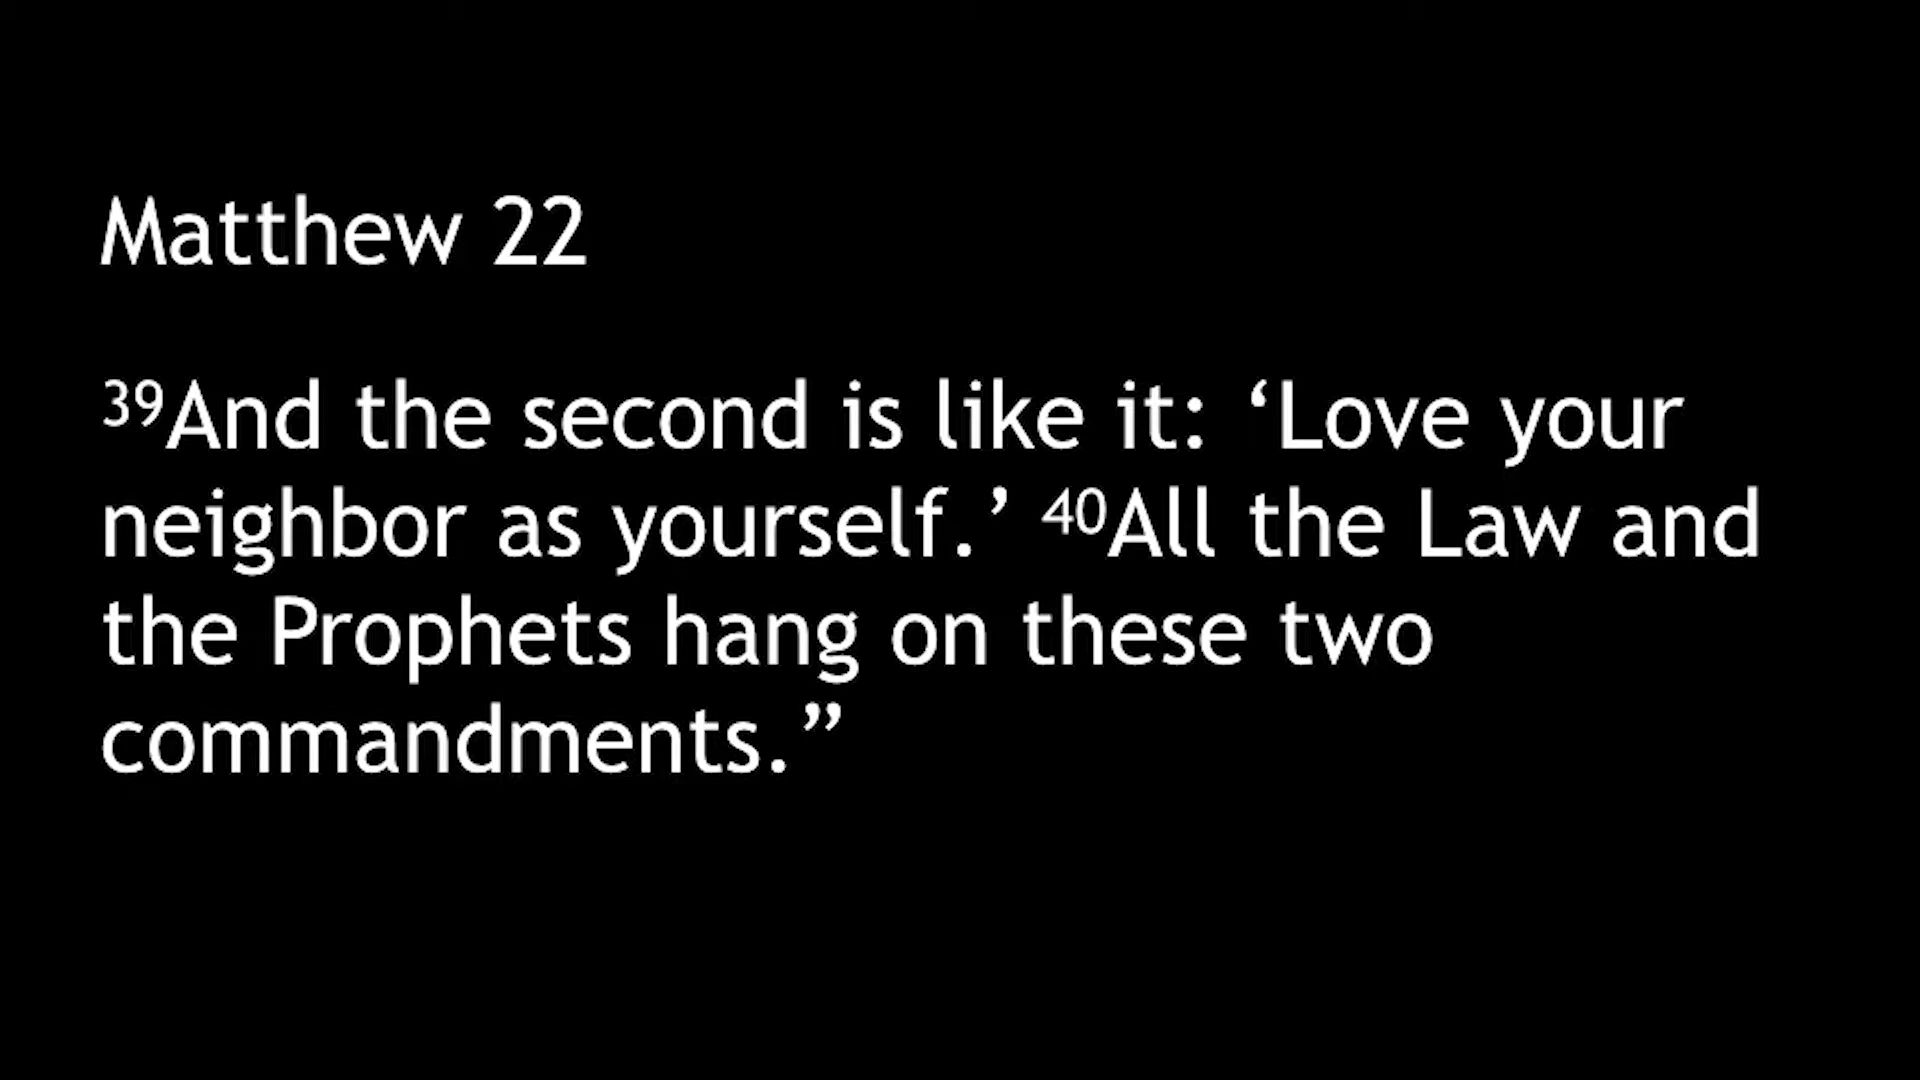 Matthew 22
³⁹And the second is like it: ‘Love your
neighbor as yourself.’ ⁴⁰All the Law and
the Prophets hang on these two
commandments.”